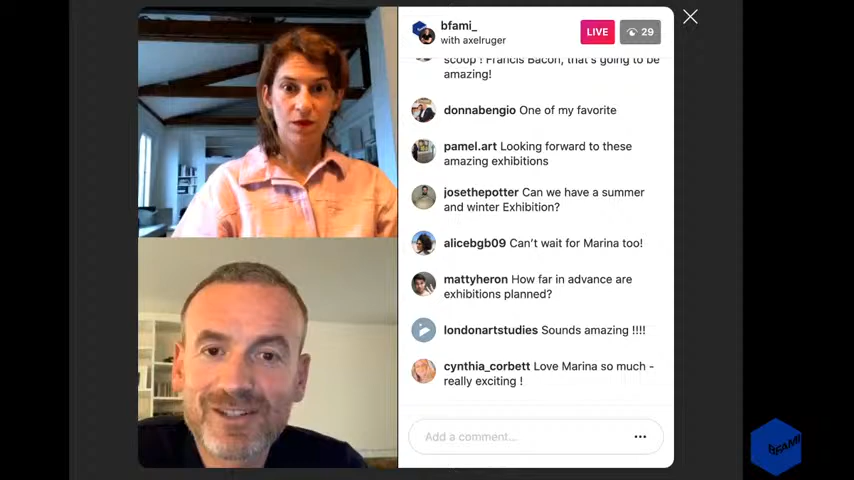 bfami_
with axelruger
LIVE
29
scoop ! Francis Bacon, that's going to be
amazing!
donnabengio One of my favorite
pamel.art Looking forward to these
amazing exhibitions
josethepotter Can we have a summer
and winter Exhibition?
alicebgb09 Can't wait for Marina too!
mattyheron How far in advance are
exhibitions planned?
londonartstudies Sounds amazing !!!!
cynthia_corbett Love Marina so much -
really exciting !
Add a comment...
BFAMI